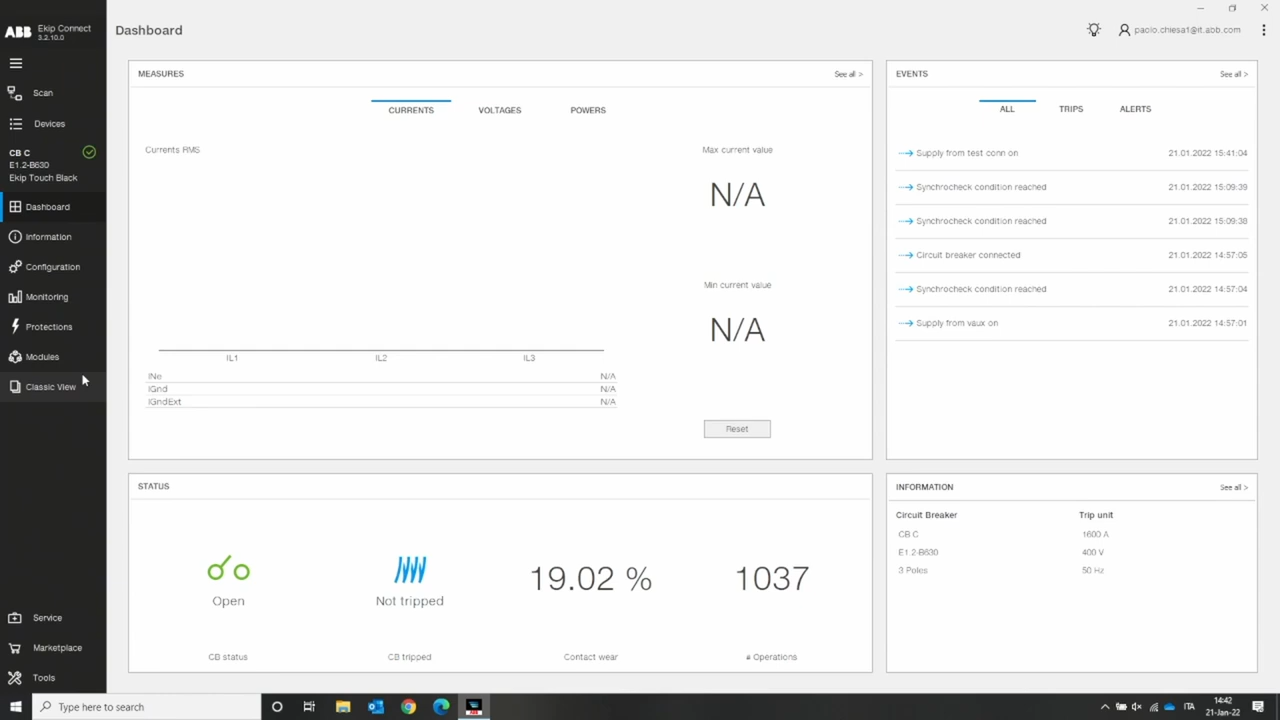 ABB
Ekip Connect
3.2.10.0
Dashboard
paolo.chiesa1@it.abb.com
Scan
Devices
CB C
E1.2-B630
Ekip Touch Black
Dashboard
Information
Configuration
Monitoring
Protections
Modules
Classic View
Service
Marketplace
Tools
MEASURES
See all >
CURRENTS
VOLTAGES
POWERS
Currents RMS
IL1
IL2
IL3
INe N/A
IGnd N/A
IGndExt N/A
Max current value
N/A
Min current value
N/A
Reset
EVENTS
See all >
ALL
TRIPS
ALERTS
Supply from test conn on 21.01.2022 15:41:04
Synchrocheck condition reached 21.01.2022 15:09:39
Synchrocheck condition reached 21.01.2022 15:09:38
Circuit breaker connected 21.01.2022 14:57:05
Synchrocheck condition reached 21.01.2022 14:57:04
Supply from vaux on 21.01.2022 14:57:01
STATUS
Open
CB status
Not tripped
CB tripped
19.02 %
Contact wear
1037
# Operations
INFORMATION
See all >
Circuit Breaker Trip unit
CB C 1600 A
E1.2-B630 400 V
3 Poles 50 Hz
Type here to search
ITA
14:42
21-Jan-22